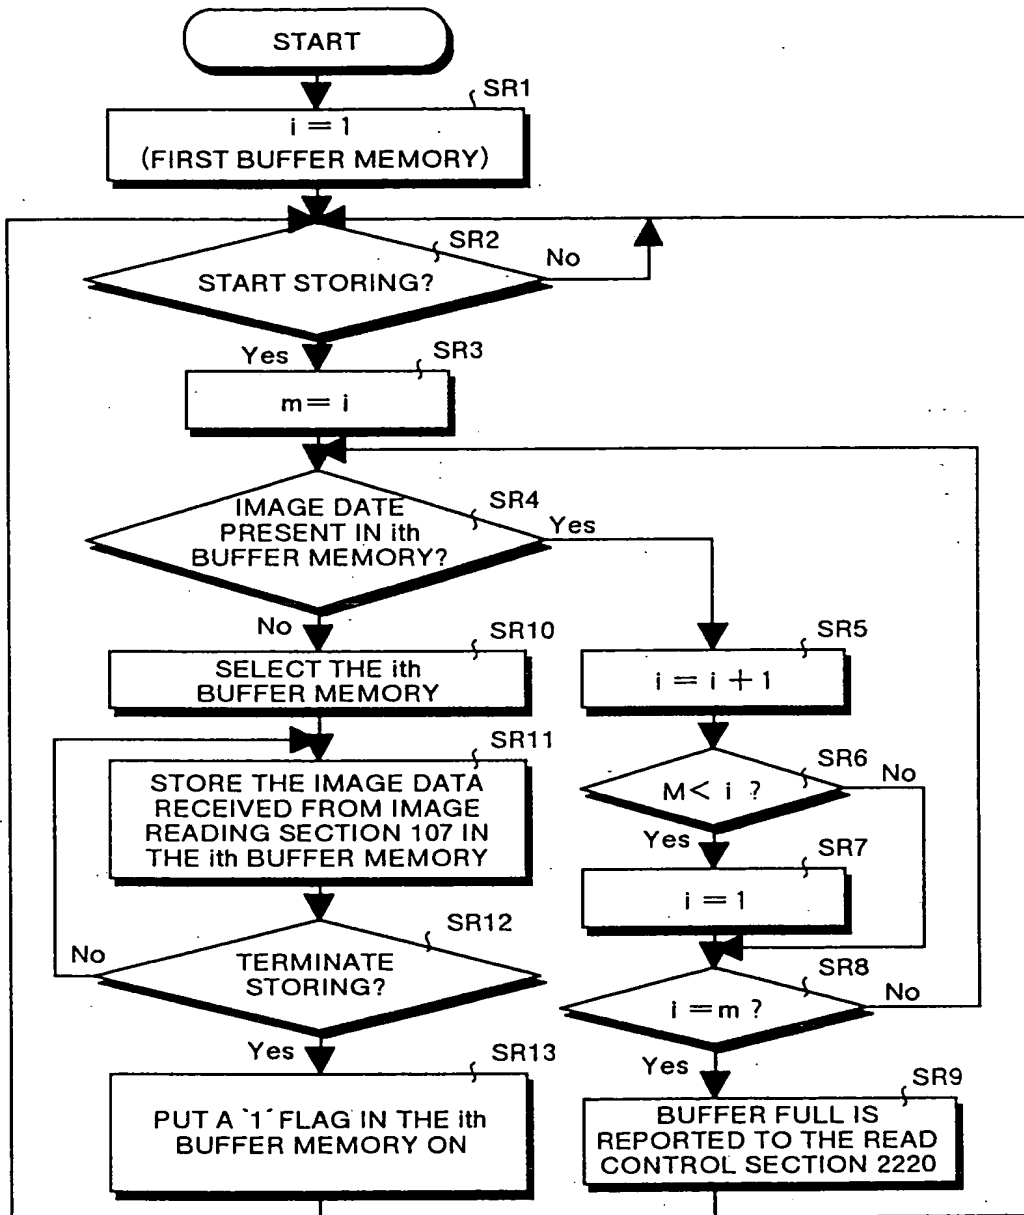 START
SR1
i = 1
(FIRST BUFFER MEMORY)
SR2
START STORING?
No
Yes
SR3
m = i
SR4
IMAGE DATE
PRESENT IN ith
BUFFER MEMORY?
Yes
No
SR10
SELECT THE ith
BUFFER MEMORY
SR5
i = i + 1
SR11
STORE THE IMAGE DATA
RECEIVED FROM IMAGE
READING SECTION 107 IN
THE ith BUFFER MEMORY
SR6
M < i ?
No
Yes
SR7
i = 1
SR12
TERMINATE
STORING?
No
Yes
SR8
i = m ?
No
Yes
SR13
PUT A `1´ FLAG IN THE ith
BUFFER MEMORY ON
SR9
BUFFER FULL IS
REPORTED TO THE READ
CONTROL SECTION 2220